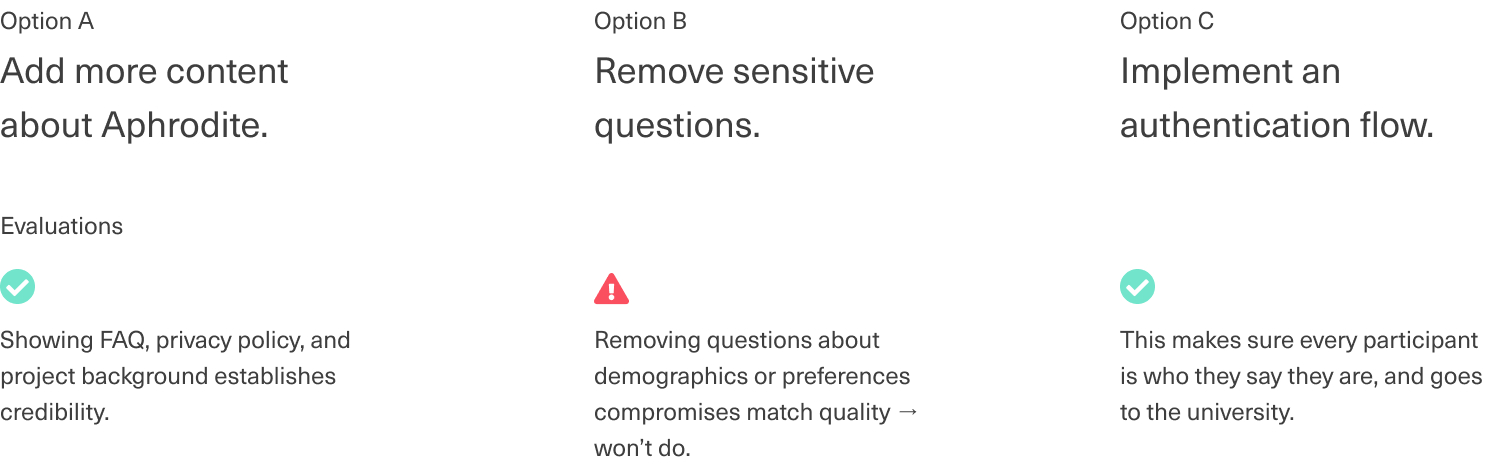 Option A
Add more content
about Aphrodite.
Option B
Remove sensitive
questions.
Option C
Implement an
authentication flow.
Evaluations
Showing FAQ, privacy policy, and
project background establishes
credibility.
Removing questions about
demographics or preferences
compromises match quality →
won’t do.
This makes sure every participant
is who they say they are, and goes
to the university.